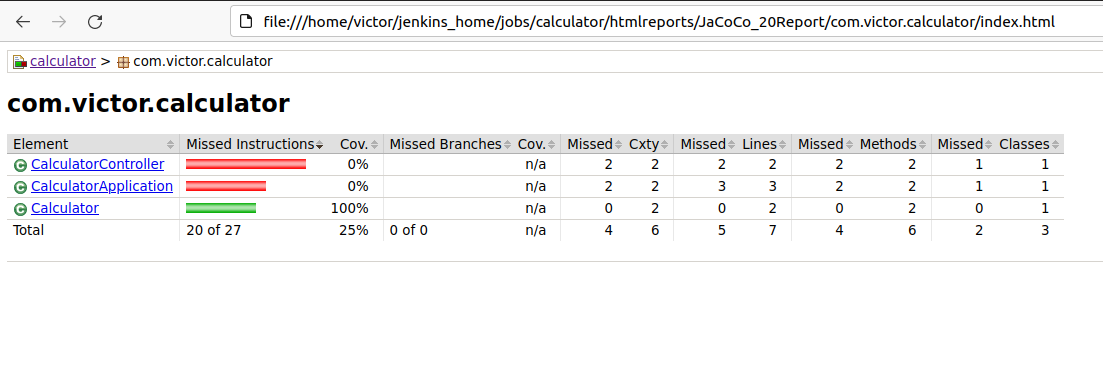 file:///home/victor/jenkins_home/jobs/calculator/htmlreports/JaCoCo_20Report/com.victor.calculator/index.html
calculator > com.victor.calculator
com.victor.calculator
Element Missed Instructions Cov. Missed Branches Cov. Missed Cxty Missed Lines Missed Methods Missed Classes
CalculatorController 0% n/a 2 2 2 2 2 2 1 1
CalculatorApplication 0% n/a 2 2 3 3 2 2 1 1
Calculator 100% n/a 0 2 0 2 0 2 0 1
Total 20 of 27 25% 0 of 0 n/a 4 6 5 7 4 6 2 3